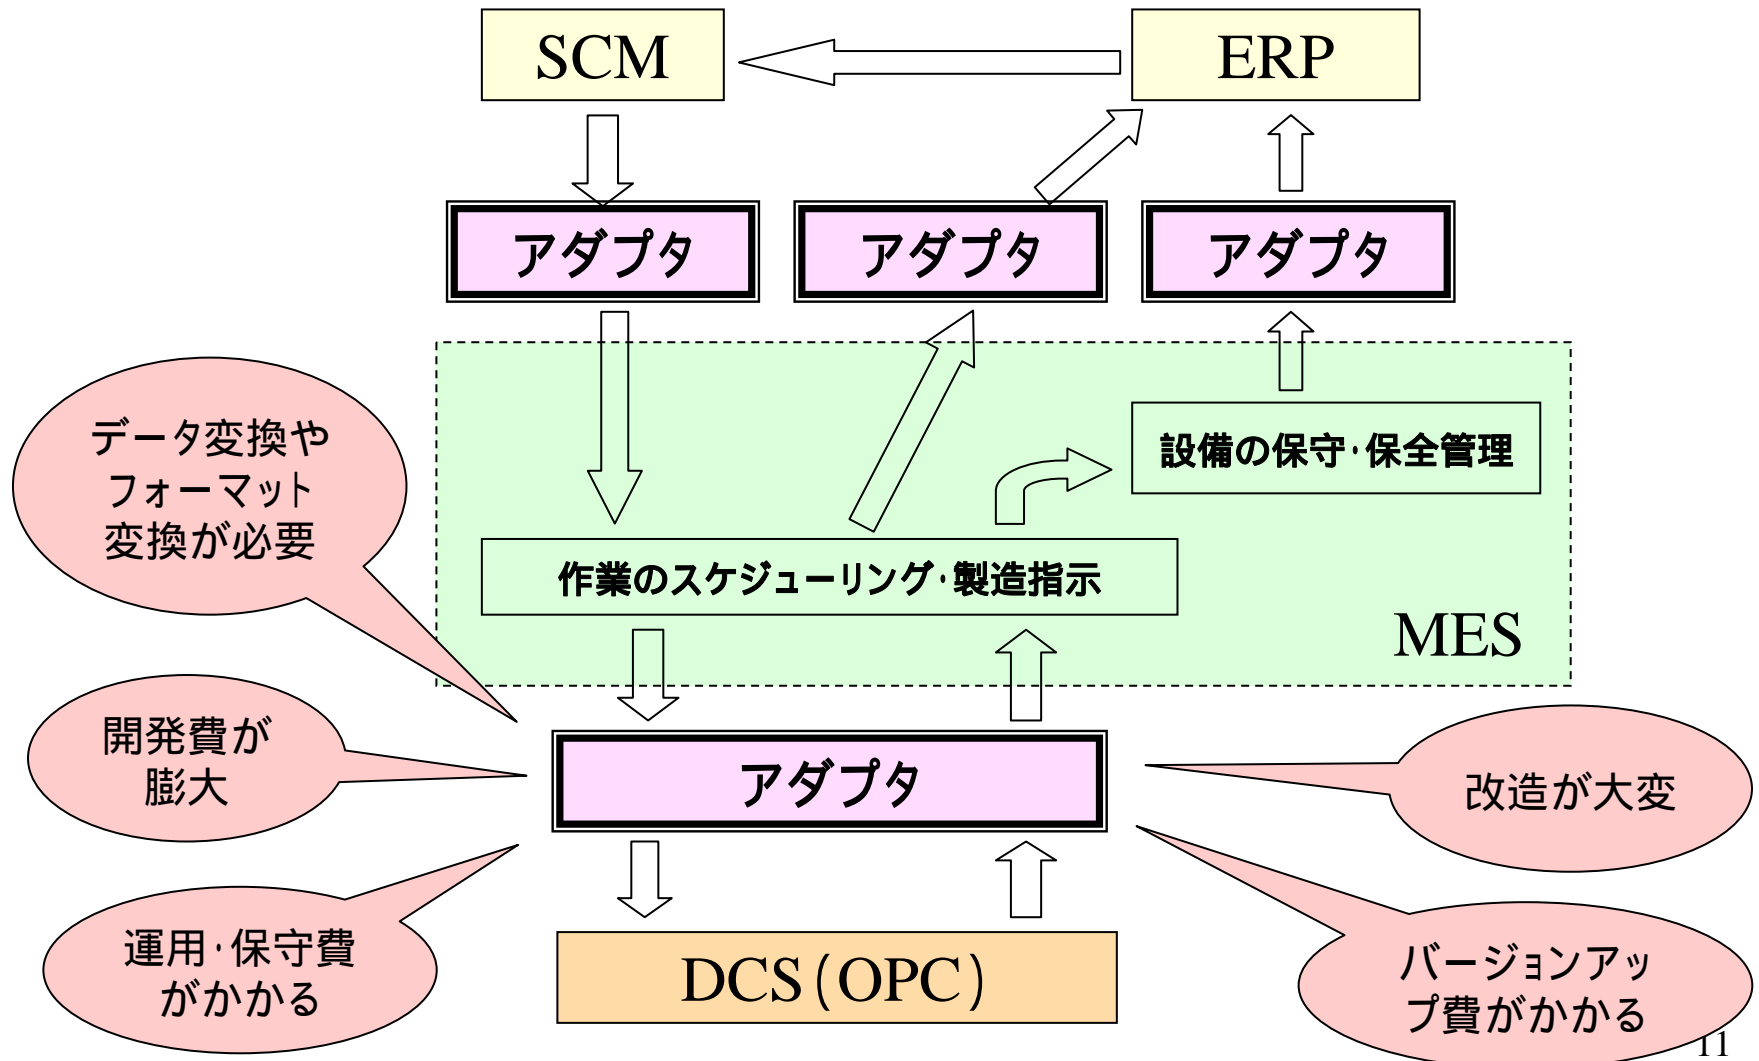 SCM
ERP
アダプタ
アダプタ
アダプタ
データ変換や
フォーマット
変換が必要
設備の保守･保全管理
作業のスケジューリング･製造指示
MES
開発費が
膨大
アダプタ
改造が大変
運用･保守費
がかかる
DCS(OPC)
バージョンアッ
プ費がかかる
11